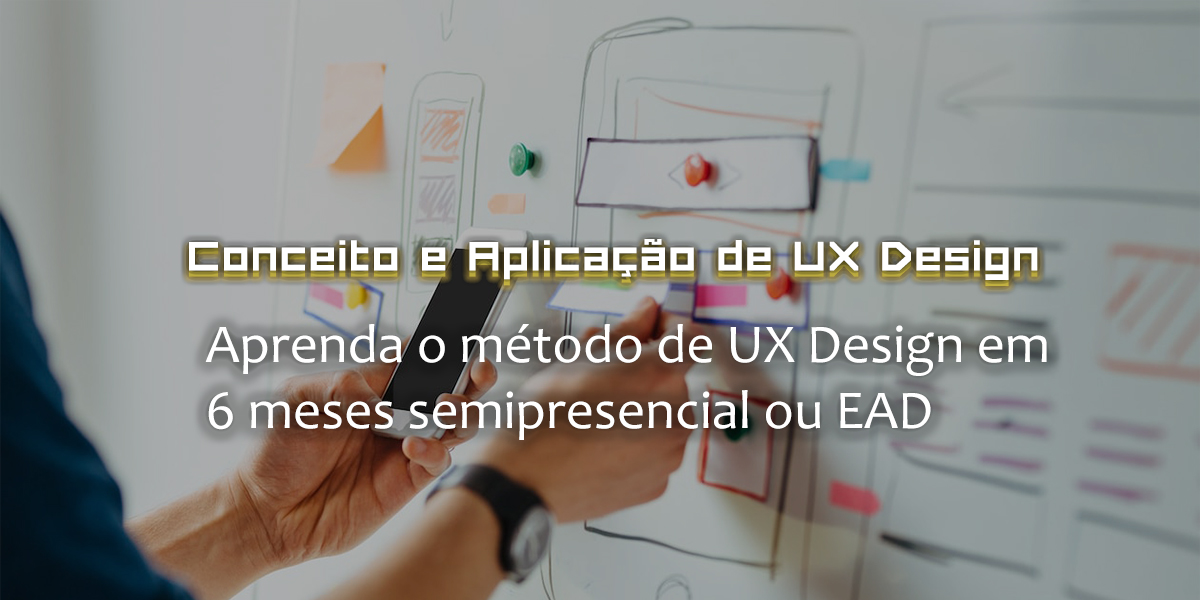 Conceito e Aplicação de UX Design
Aprenda o método de UX Design em
6 meses semipresencial ou EAD